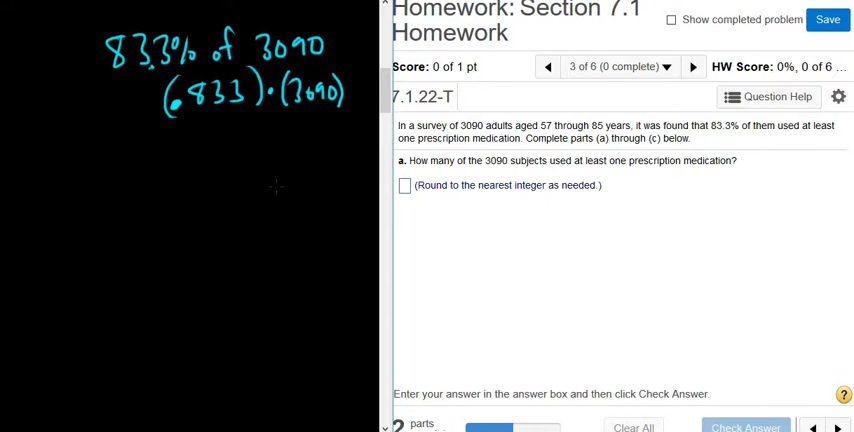 83.3% of 3090
(.833) · (3090)
Homework: Section 7.1
Homework
Show completed problem
Save
Score: 0 of 1 pt
3 of 6 (0 complete)
HW Score: 0%, 0 of 6 ...
7.1.22-T
Question Help
In a survey of 3090 adults aged 57 through 85 years, it was found that 83.3% of them used at least
one prescription medication. Complete parts (a) through (c) below.
a. How many of the 3090 subjects used at least one prescription medication?
(Round to the nearest integer as needed.)
Enter your answer in the answer box and then click Check Answer.
?
2 parts
Clear All
Check Answer